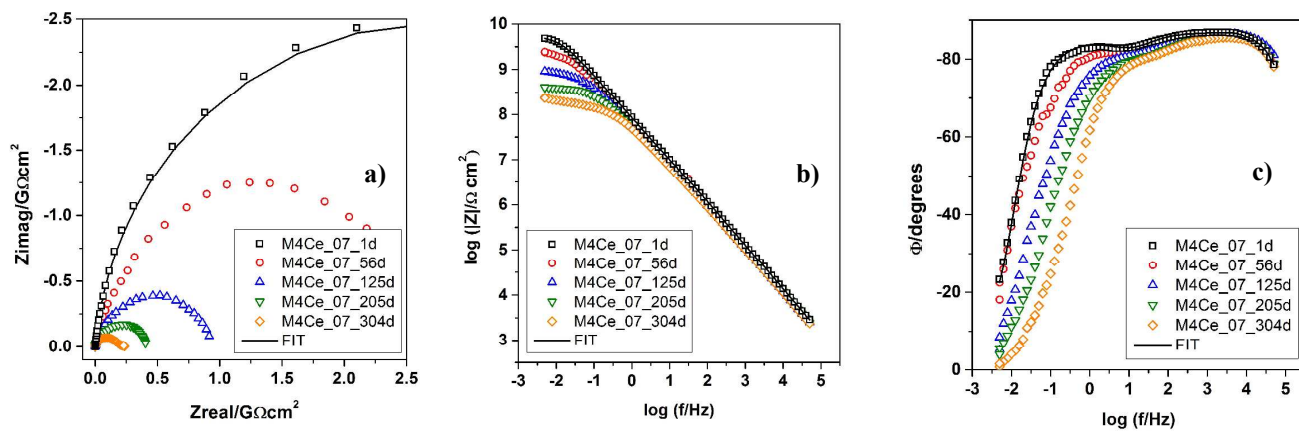 -2.5
-2.0
-1.5
-1.0
-0.5
0.0
0.0 0.5 1.0 1.5 2.0 2.5
Zimag/GΩcm²
Zreal/GΩcm²
a)
M4Ce_07_1d
M4Ce_07_56d
M4Ce_07_125d
M4Ce_07_205d
M4Ce_07_304d
FIT
10
9
8
7
6
5
4
3
-3 -2 -1 0 1 2 3 4 5
log (|Z|/Ω cm²)
log (f/Hz)
b)
M4Ce_07_1d
M4Ce_07_56d
M4Ce_07_125d
M4Ce_07_205d
M4Ce_07_304d
FIT
-80
-60
-40
-20
0
-3 -2 -1 0 1 2 3 4 5
Φ/degrees
log (f/Hz)
c)
M4Ce_07_1d
M4Ce_07_56d
M4Ce_07_125d
M4Ce_07_205d
M4Ce_07_304d
FIT